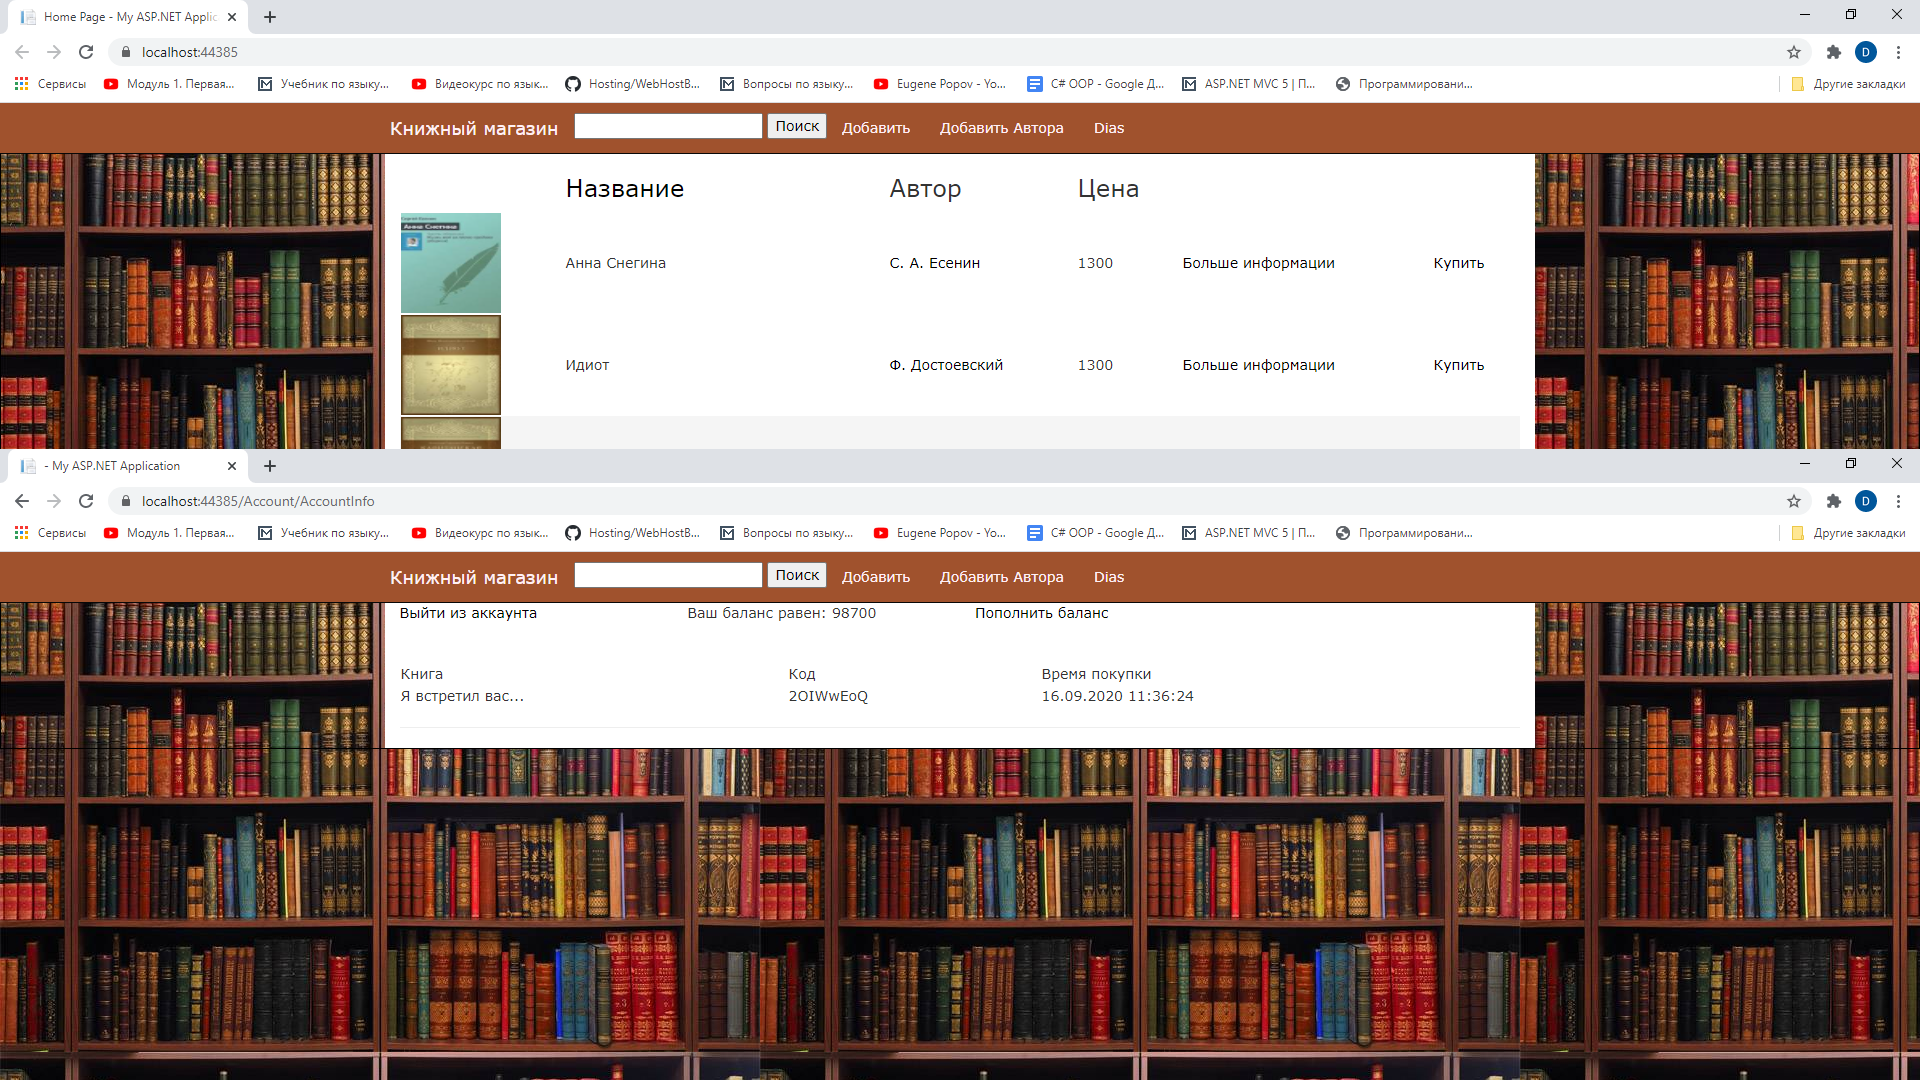 Home Page - My ASP.NET Applic
localhost:44385
D
Сервисы
Модуль 1. Первая...
Учебник по языку...
Видеокурс по язык...
Hosting/WebHostB...
Вопросы по языку...
Eugene Popov - Yo...
C# OOP - Google Д...
ASP.NET MVC 5 | П...
Программировани...
Другие закладки
Книжный магазин
Поиск
Добавить
Добавить Автора
Dias
Название Автор Цена
Анна Снегина
Анна Снегина С. А. Есенин 1300 Больше информации Купить
Идиот Ф. Достоевский 1300 Больше информации Купить
- My ASP.NET Application
localhost:44385/Account/AccountInfo
D
Сервисы
Модуль 1. Первая...
Учебник по языку...
Видеокурс по язык...
Hosting/WebHostB...
Вопросы по языку...
Eugene Popov - Yo...
C# OOP - Google Д...
ASP.NET MVC 5 | П...
Программировани...
Другие закладки
Книжный магазин
Поиск
Добавить
Добавить Автора
Dias
Выйти из аккаунта Ваш баланс равен: 98700 Пополнить баланс
Книга Код Время покупки
Я встретил вас... 2OIWwEoQ 16.09.2020 11:36:24